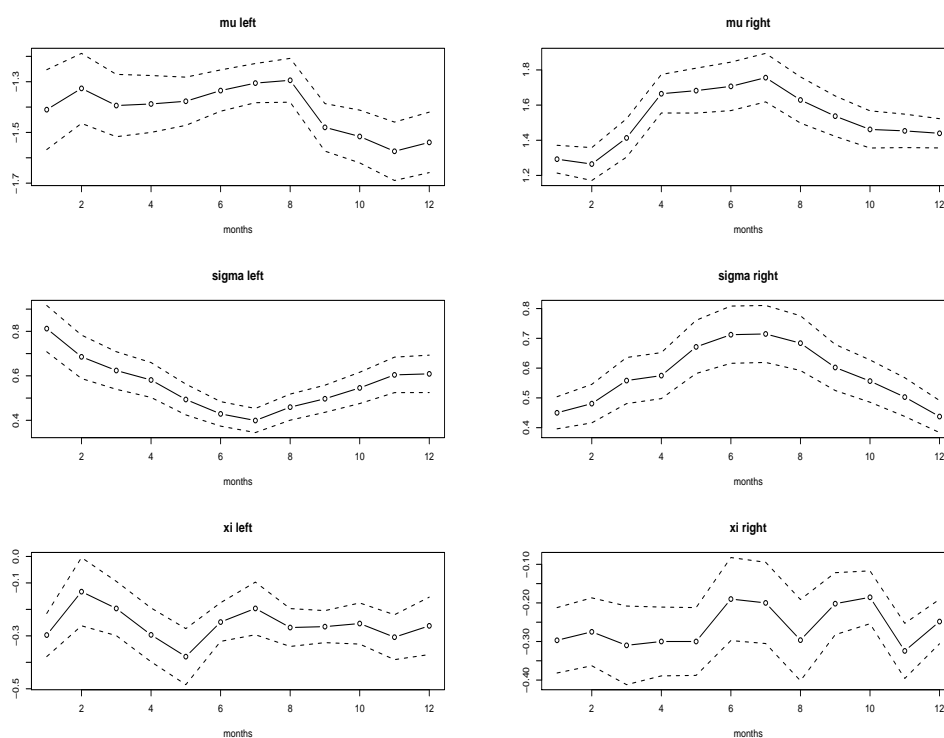 mu left
−1.3
−1.5
−1.7
2 4 6 8 10 12
months
mu right
1.8
1.6
1.4
1.2
2 4 6 8 10 12
months
sigma left
0.8
0.6
0.4
2 4 6 8 10 12
months
sigma right
0.8
0.7
0.6
0.5
0.4
2 4 6 8 10 12
months
xi left
0.0
−0.1
−0.3
−0.5
2 4 6 8 10 12
months
xi right
−0.10
−0.20
−0.30
−0.40
2 4 6 8 10 12
months